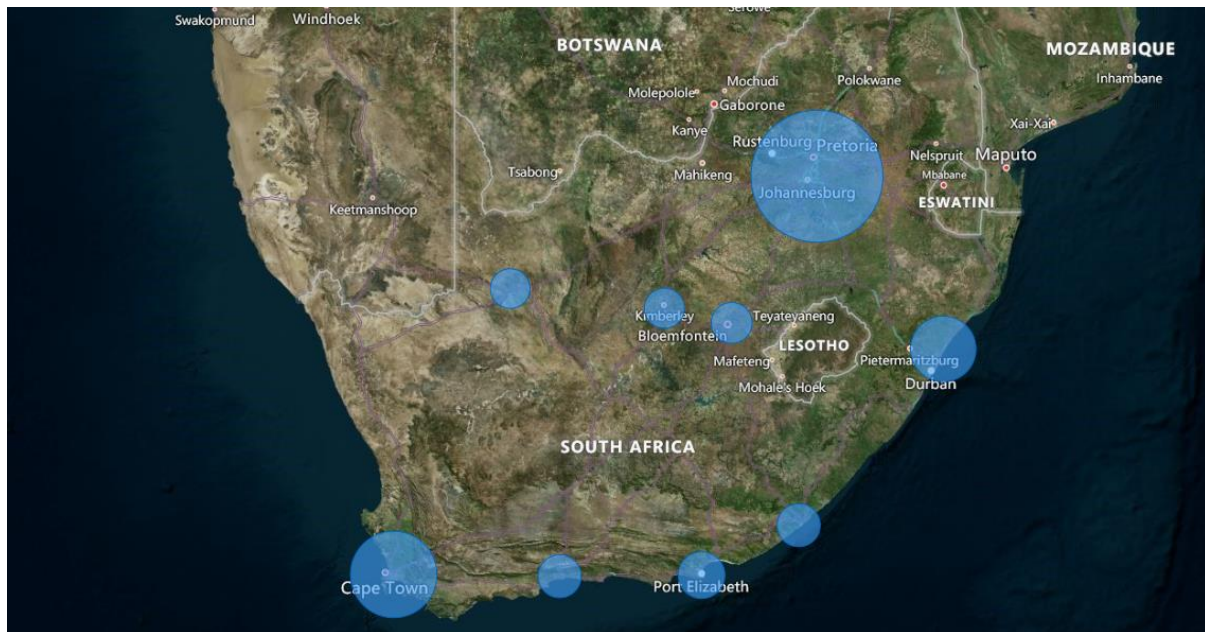 Serowe
Swakopmund
Windhoek
BOTSWANA
MOZAMBIQUE
Mochudi
Polokwane
Inhambane
Molepolole
Gaborone
Kanye
Xai-Xai
Rustenburg
Pretoria
Nelspruit
Maputo
Tsabong
Mahikeng
Mbabane
Johannesburg
ESWATINI
Keetmanshoop
Kimberley
Teyateyaneng
Bloemfontein
LESOTHO
Mafeteng
Pietermaritzburg
Mohale's Hoek
Durban
SOUTH AFRICA
Cape Town
Port Elizabeth